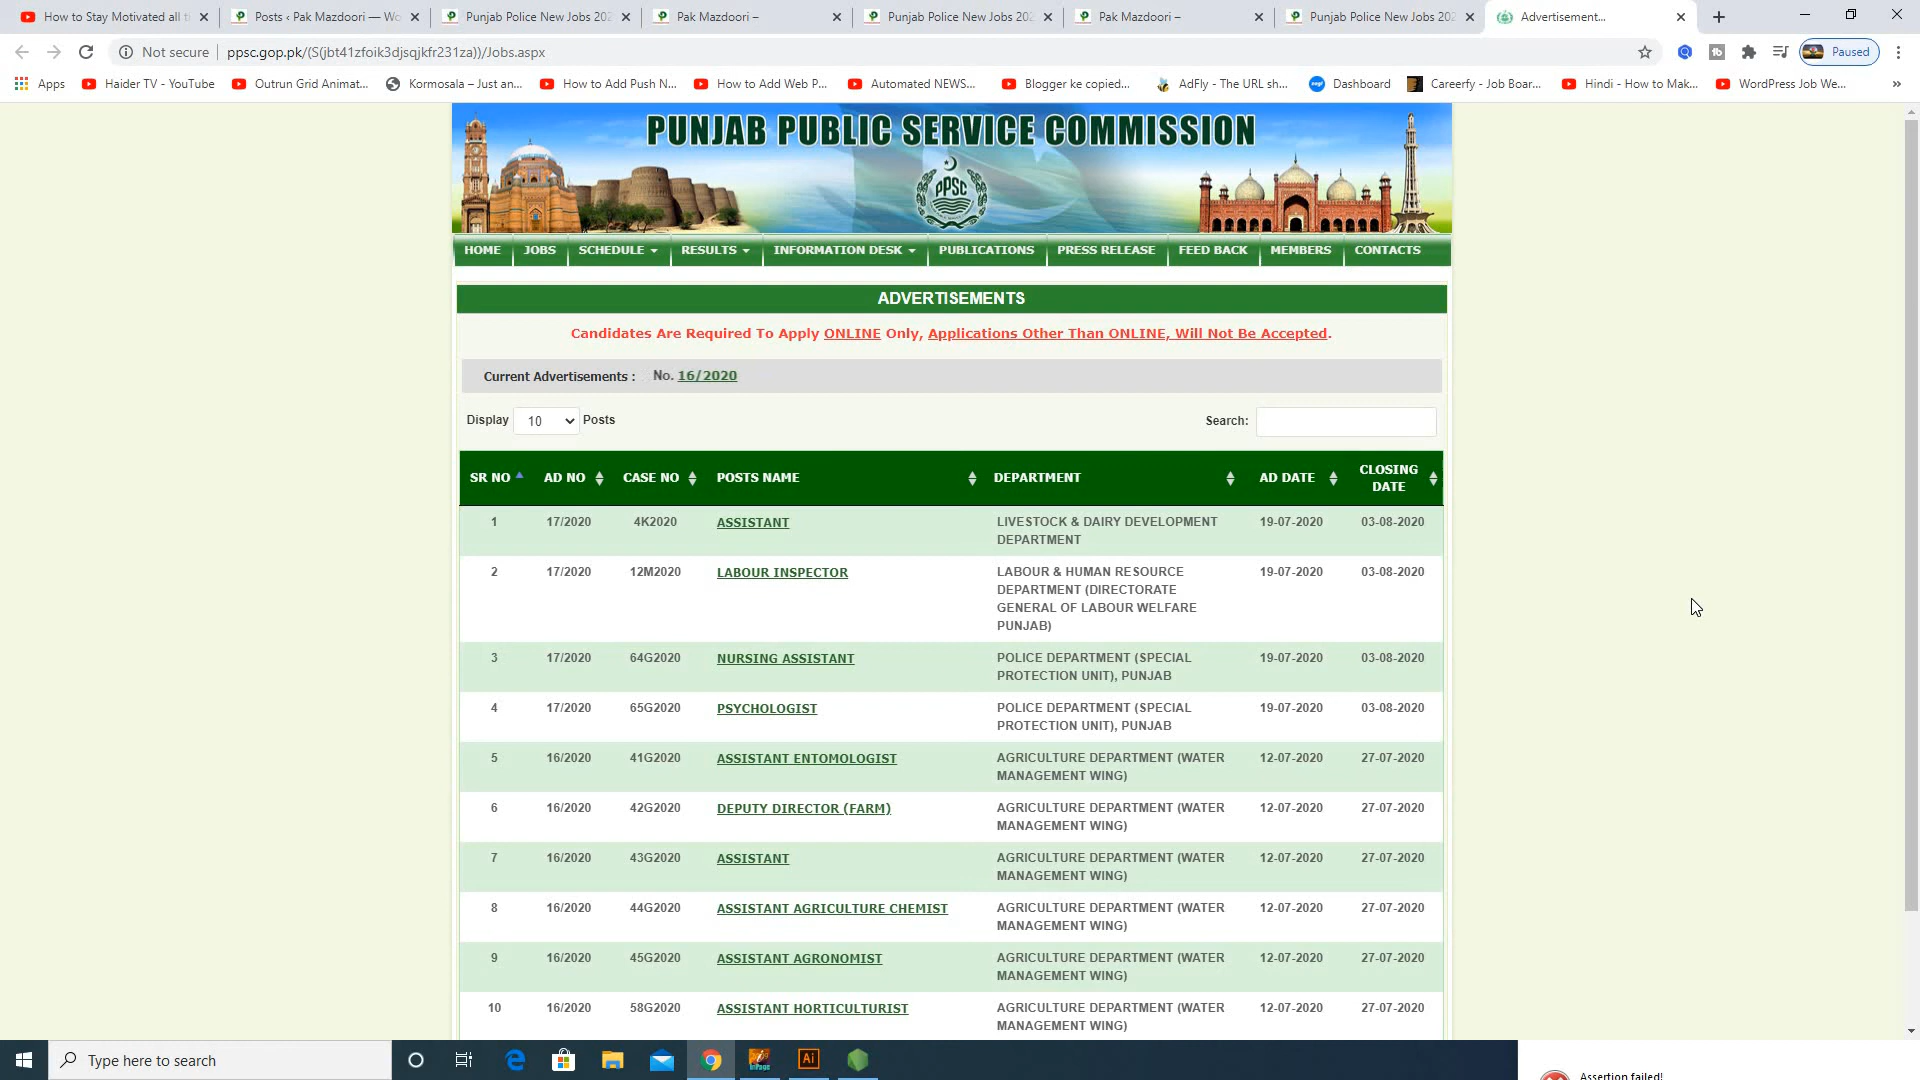 How to Stay Motivated all t
Posts ‹ Pak Mazdoori — Wo
Punjab Police New Jobs 202
Pak Mazdoori –
Punjab Police New Jobs 202
Pak Mazdoori –
Punjab Police New Jobs 202
Advertisement...
Not secure
ppsc.gop.pk/(S(jbt41zfoik3djsqjkfr231za))/Jobs.aspx
Paused
Apps
Haider TV - YouTube
Outrun Grid Animat...
Kormosala – Just an...
How to Add Push N...
How to Add Web P...
Automated NEWS...
Blogger ke copied...
AdFly - The URL sh...
Dashboard
Careerfy - Job Boar...
Hindi - How to Mak...
WordPress Job We...
»
PUNJAB PUBLIC SERVICE COMMISSION
PPSC
HOME JOBS SCHEDULE RESULTS INFORMATION DESK PUBLICATIONS PRESS RELEASE FEED BACK MEMBERS CONTACTS
ADVERTISEMENTS
Candidates Are Required To Apply ONLINE Only, Applications Other Than ONLINE, Will Not Be Accepted.
Current Advertisements : No. 16/2020
Display 10 Posts Search:
SR NO AD NO CASE NO POSTS NAME DEPARTMENT AD DATE CLOSING DATE
1 17/2020 4K2020 ASSISTANT LIVESTOCK & DAIRY DEVELOPMENT 19-07-2020 03-08-2020
DEPARTMENT
2 17/2020 12M2020 LABOUR INSPECTOR LABOUR & HUMAN RESOURCE 19-07-2020 03-08-2020
DEPARTMENT (DIRECTORATE
GENERAL OF LABOUR WELFARE
PUNJAB)
3 17/2020 64G2020 NURSING ASSISTANT POLICE DEPARTMENT (SPECIAL 19-07-2020 03-08-2020
PROTECTION UNIT), PUNJAB
4 17/2020 65G2020 PSYCHOLOGIST POLICE DEPARTMENT (SPECIAL 19-07-2020 03-08-2020
PROTECTION UNIT), PUNJAB
5 16/2020 41G2020 ASSISTANT ENTOMOLOGIST AGRICULTURE DEPARTMENT (WATER 12-07-2020 27-07-2020
MANAGEMENT WING)
6 16/2020 42G2020 DEPUTY DIRECTOR (FARM) AGRICULTURE DEPARTMENT (WATER 12-07-2020 27-07-2020
MANAGEMENT WING)
7 16/2020 43G2020 ASSISTANT AGRICULTURE DEPARTMENT (WATER 12-07-2020 27-07-2020
MANAGEMENT WING)
8 16/2020 44G2020 ASSISTANT AGRICULTURE CHEMIST AGRICULTURE DEPARTMENT (WATER 12-07-2020 27-07-2020
MANAGEMENT WING)
9 16/2020 45G2020 ASSISTANT AGRONOMIST AGRICULTURE DEPARTMENT (WATER 12-07-2020 27-07-2020
MANAGEMENT WING)
10 16/2020 58G2020 ASSISTANT HORTICULTURIST AGRICULTURE DEPARTMENT (WATER 12-07-2020 27-07-2020
MANAGEMENT WING)
Type here to search
Ai
Assertion failed!